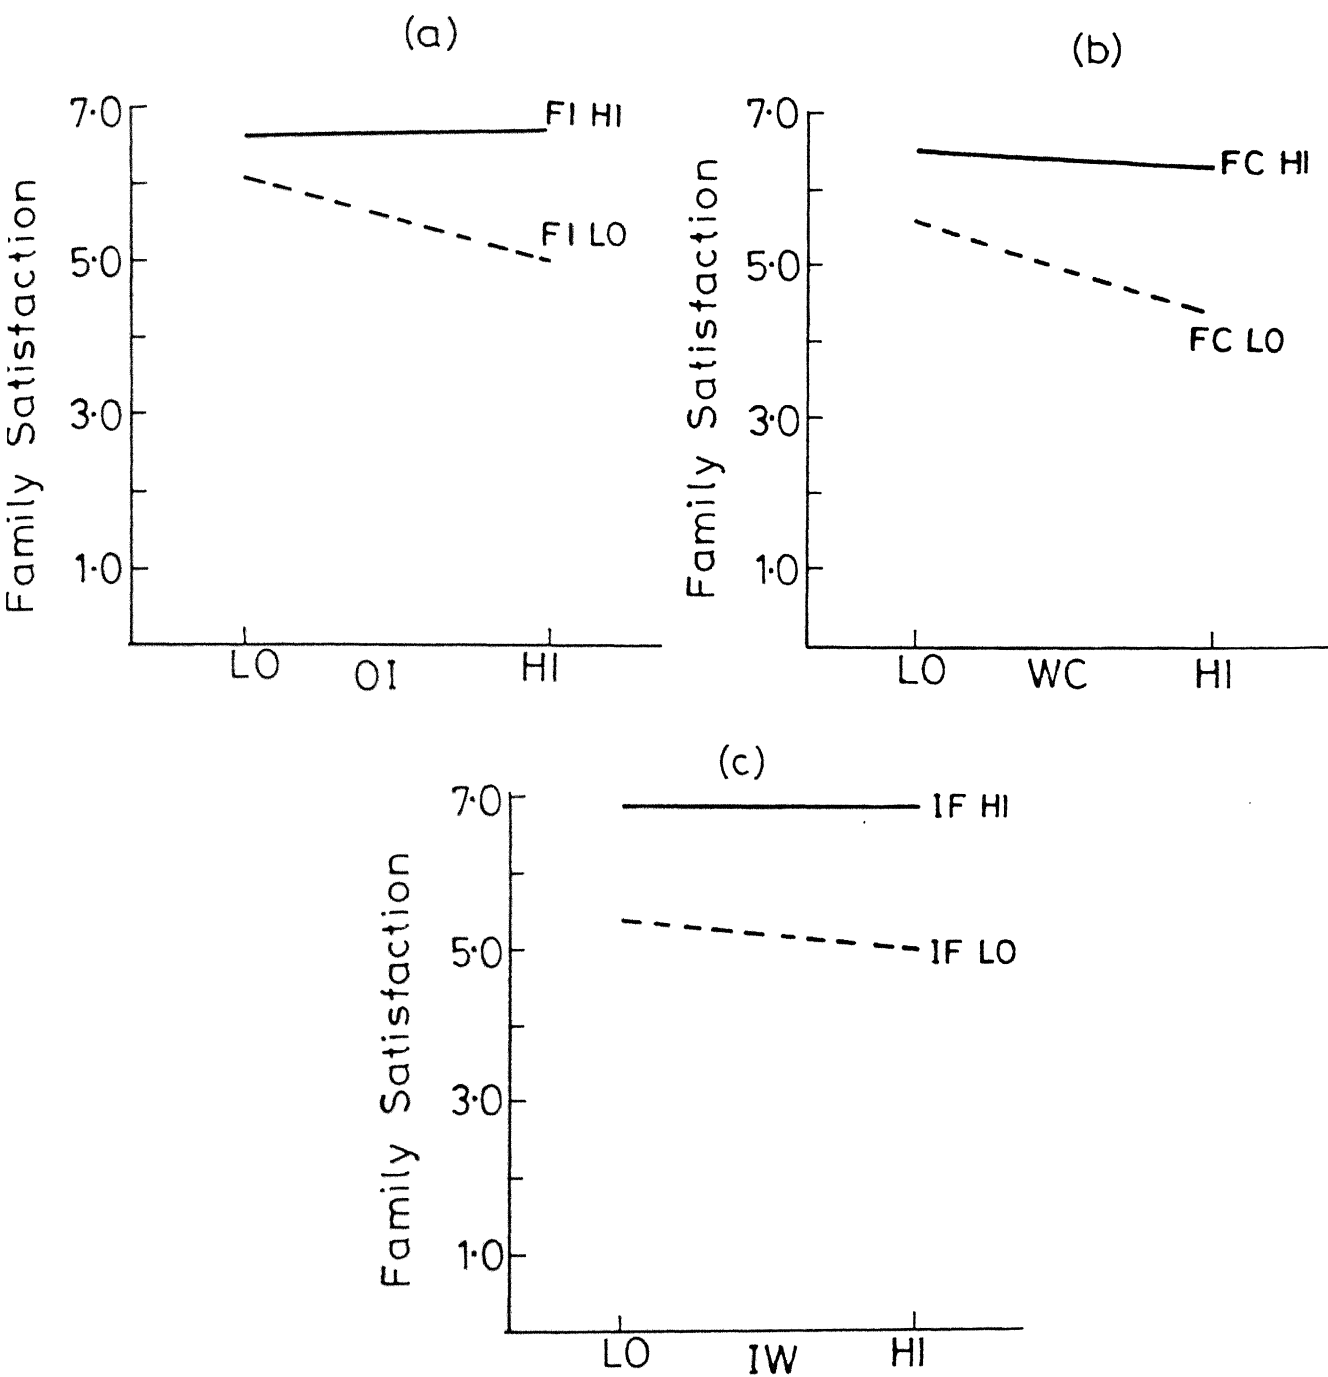 (a)
7.0
5.0
3.0
1.0
Family Satisfaction
FI HI
FI LO
LO OI HI
(b)
7.0
5.0
3.0
1.0
Family Satisfaction
FC HI
FC LO
LO WC HI
(c)
7.0
5.0
3.0
1.0
Family Satisfaction
IF HI
IF LO
LO IW HI